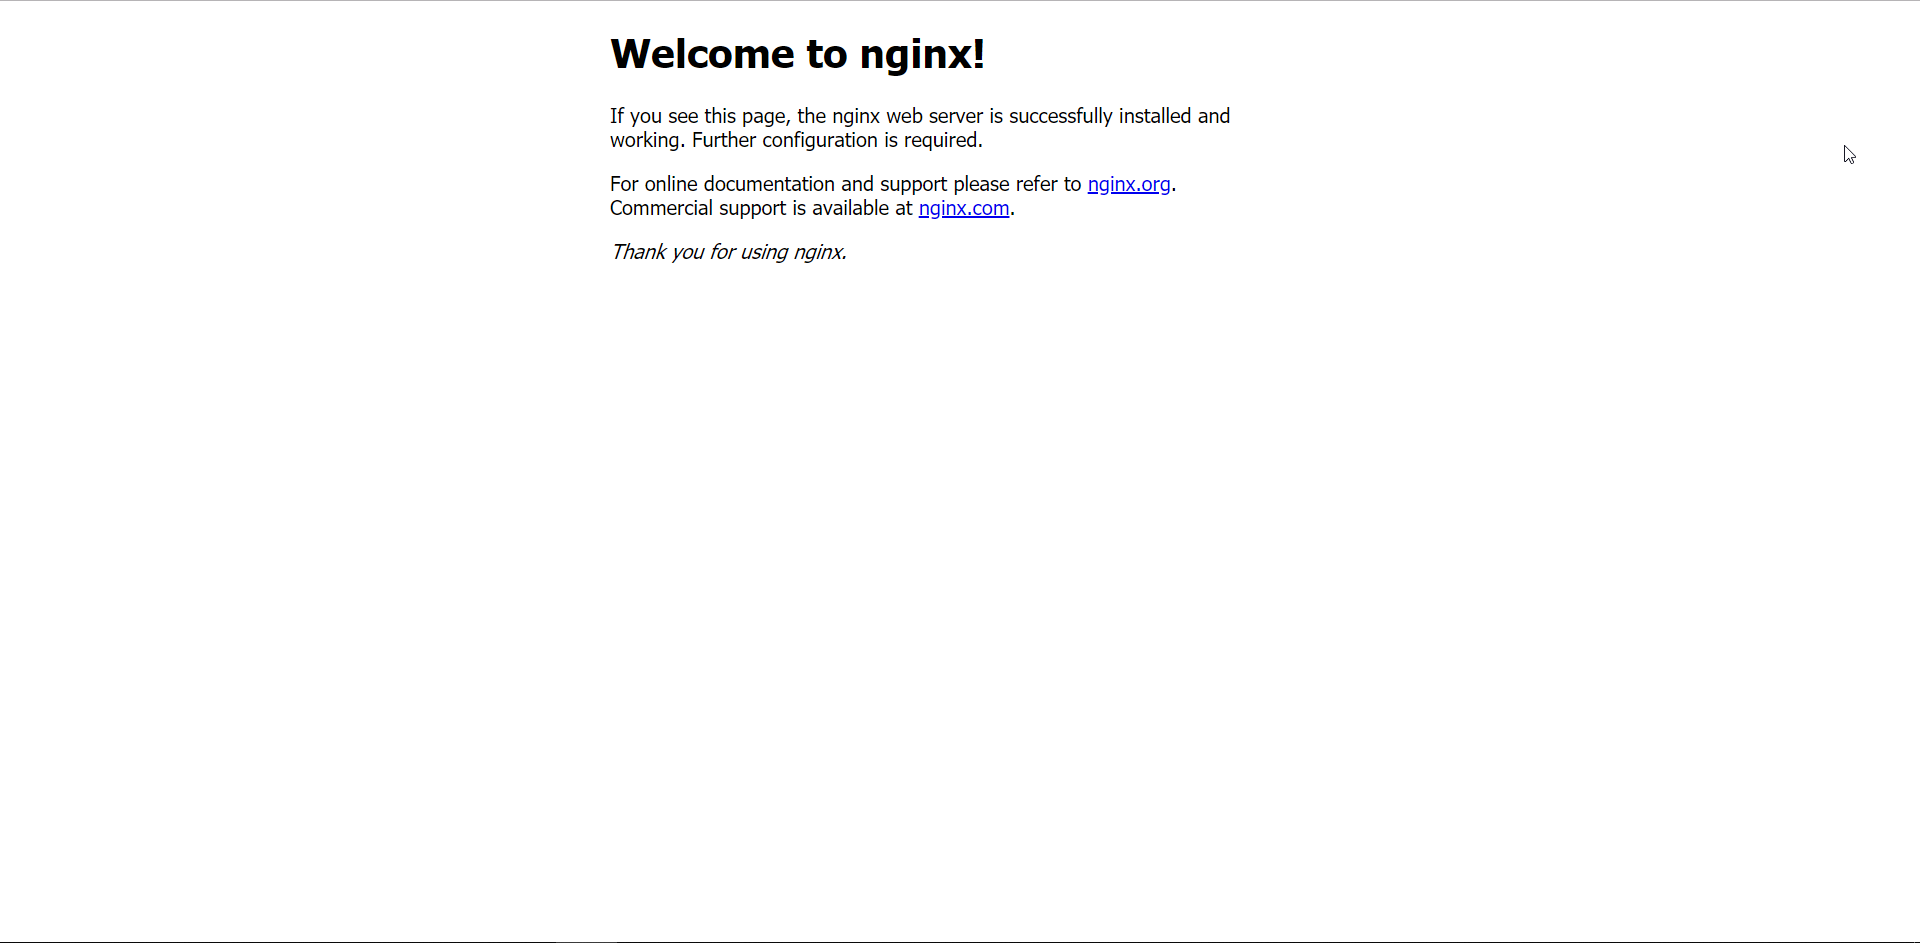 Welcome to nginx!
If you see this page, the nginx web server is successfully installed and
working. Further configuration is required.
For online documentation and support please refer to nginx.org.
Commercial support is available at nginx.com.
Thank you for using nginx.